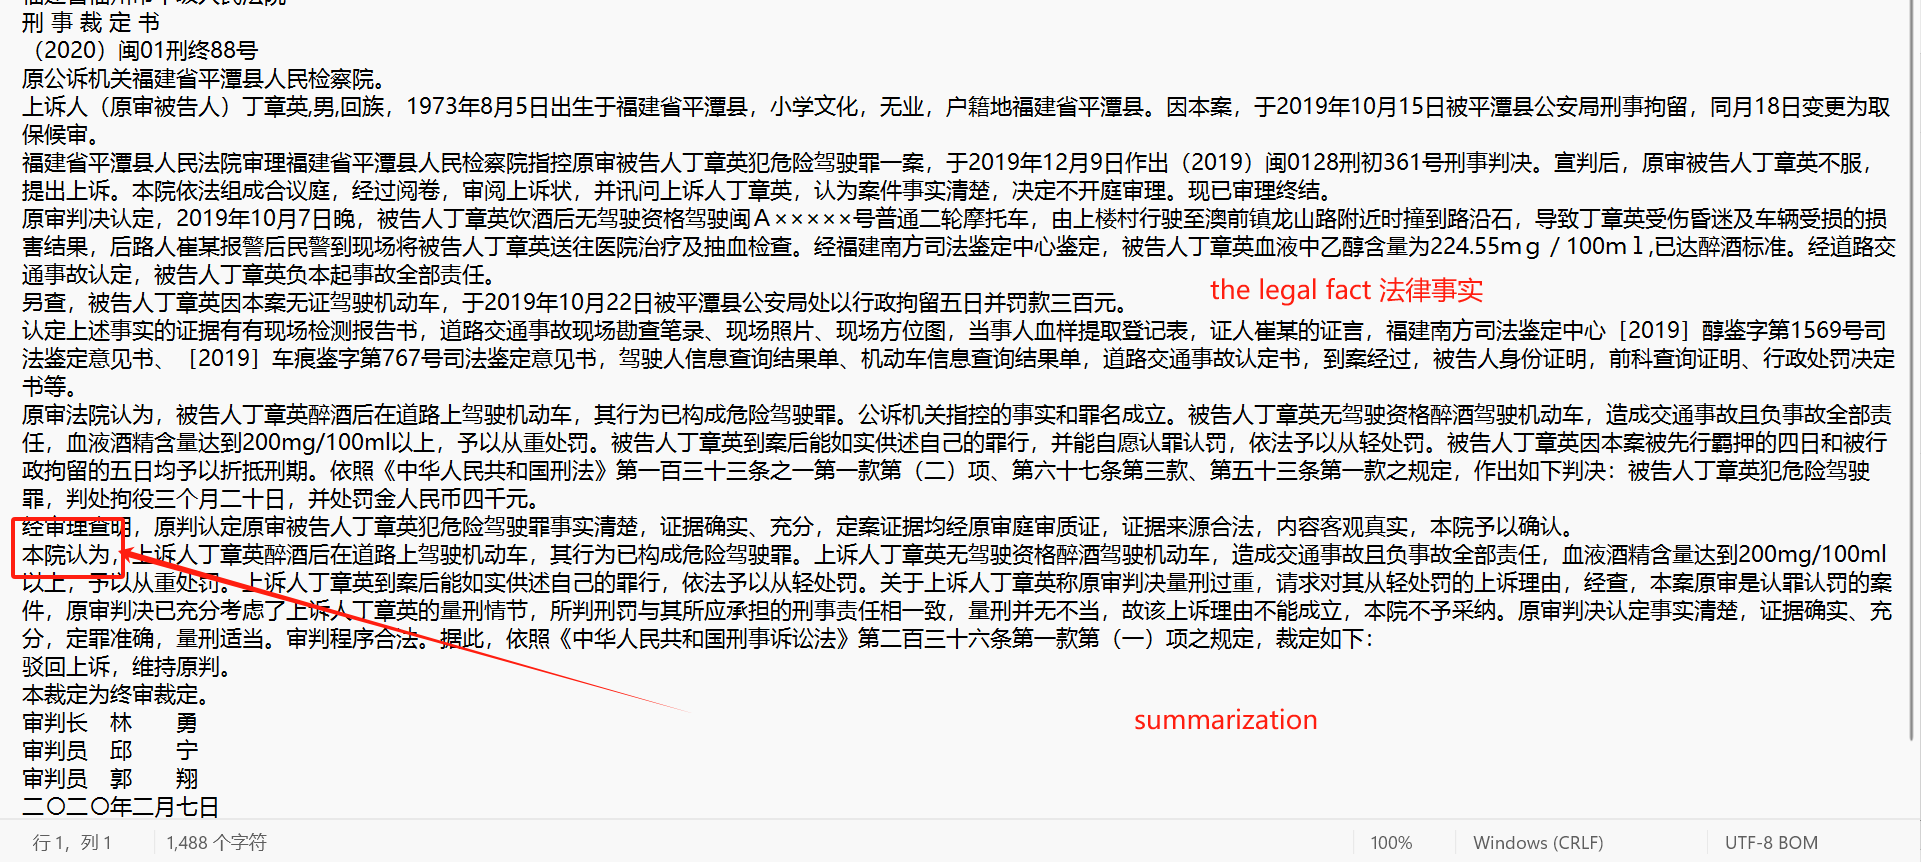 福建省福州市中级人民法院
刑 事 裁 定 书
（2020）闽01刑终88号
原公诉机关福建省平潭县人民检察院。
上诉人（原审被告人）丁章英,男,回族，1973年8月5日出生于福建省平潭县，小学文化，无业，户籍地福建省平潭县。因本案，于2019年10月15日被平潭县公安局刑事拘留，同月18日变更为取
保候审。
福建省平潭县人民法院审理福建省平潭县人民检察院指控原审被告人丁章英犯危险驾驶罪一案，于2019年12月9日作出（2019）闽0128刑初361号刑事判决。宣判后，原审被告人丁章英不服，
提出上诉。本院依法组成合议庭，经过阅卷，审阅上诉状，并讯问上诉人丁章英，认为案件事实清楚，决定不开庭审理。现已审理终结。
原审判决认定，2019年10月7日晚，被告人丁章英饮酒后无驾驶资格驾驶闽Ａ×××××号普通二轮摩托车，由上楼村行驶至澳前镇龙山路附近时撞到路沿石，导致丁章英受伤昏迷及车辆受损的损
害结果，后路人崔某报警后民警到现场将被告人丁章英送往医院治疗及抽血检查。经福建南方司法鉴定中心鉴定，被告人丁章英血液中乙醇含量为224.55ｍｇ／100ｍｌ,已达醉酒标准。经道路交
通事故认定，被告人丁章英负本起事故全部责任。
the legal fact 法律事实
另查，被告人丁章英因本案无证驾驶机动车，于2019年10月22日被平潭县公安局处以行政拘留五日并罚款三百元。
认定上述事实的证据有有现场检测报告书，道路交通事故现场勘查笔录、现场照片、现场方位图，当事人血样提取登记表，证人崔某的证言，福建南方司法鉴定中心［2019］醇鉴字第1569号司
法鉴定意见书、［2019］车痕鉴字第767号司法鉴定意见书，驾驶人信息查询结果单、机动车信息查询结果单，道路交通事故认定书，到案经过，被告人身份证明，前科查询证明、行政处罚决定
书等。
原审法院认为，被告人丁章英醉酒后在道路上驾驶机动车，其行为已构成危险驾驶罪。公诉机关指控的事实和罪名成立。被告人丁章英无驾驶资格醉酒驾驶机动车，造成交通事故且负事故全部责
任，血液酒精含量达到200mg/100ml以上，予以从重处罚。被告人丁章英到案后能如实供述自己的罪行，并能自愿认罪认罚，依法予以从轻处罚。被告人丁章英因本案被先行羁押的四日和被行
政拘留的五日均予以折抵刑期。依照《中华人民共和国刑法》第一百三十三条之一第一款第（二）项、第六十七条第三款、第五十三条第一款之规定，作出如下判决：被告人丁章英犯危险驾驶
罪，判处拘役三个月二十日，并处罚金人民币四千元。
经审理查明，原判认定原审被告人丁章英犯危险驾驶罪事实清楚，证据确实、充分，定案证据均经原审庭审质证，证据来源合法，内容客观真实，本院予以确认。
本院认为，上诉人丁章英醉酒后在道路上驾驶机动车，其行为已构成危险驾驶罪。上诉人丁章英无驾驶资格醉酒驾驶机动车，造成交通事故且负事故全部责任，血液酒精含量达到200mg/100ml
以上，予以从重处罚。上诉人丁章英到案后能如实供述自己的罪行，依法予以从轻处罚。关于上诉人丁章英称原审判决量刑过重，请求对其从轻处罚的上诉理由，经查，本案原审是认罪认罚的案
件，原审判决已充分考虑了上诉人丁章英的量刑情节，所判刑罚与其所应承担的刑事责任相一致，量刑并无不当，故该上诉理由不能成立，本院不予采纳。原审判决认定事实清楚，证据确实、充
分，定罪准确，量刑适当。审判程序合法。据此，依照《中华人民共和国刑事诉讼法》第二百三十六条第一款第（一）项之规定，裁定如下：
驳回上诉，维持原判。
本裁定为终审裁定。
审判长　林　　勇
summarization
审判员　邱　　宁
审判员　郭　　翔
二〇二〇年二月七日
行 1，列 1
1,488 个字符
100%
Windows (CRLF)
UTF-8 BOM